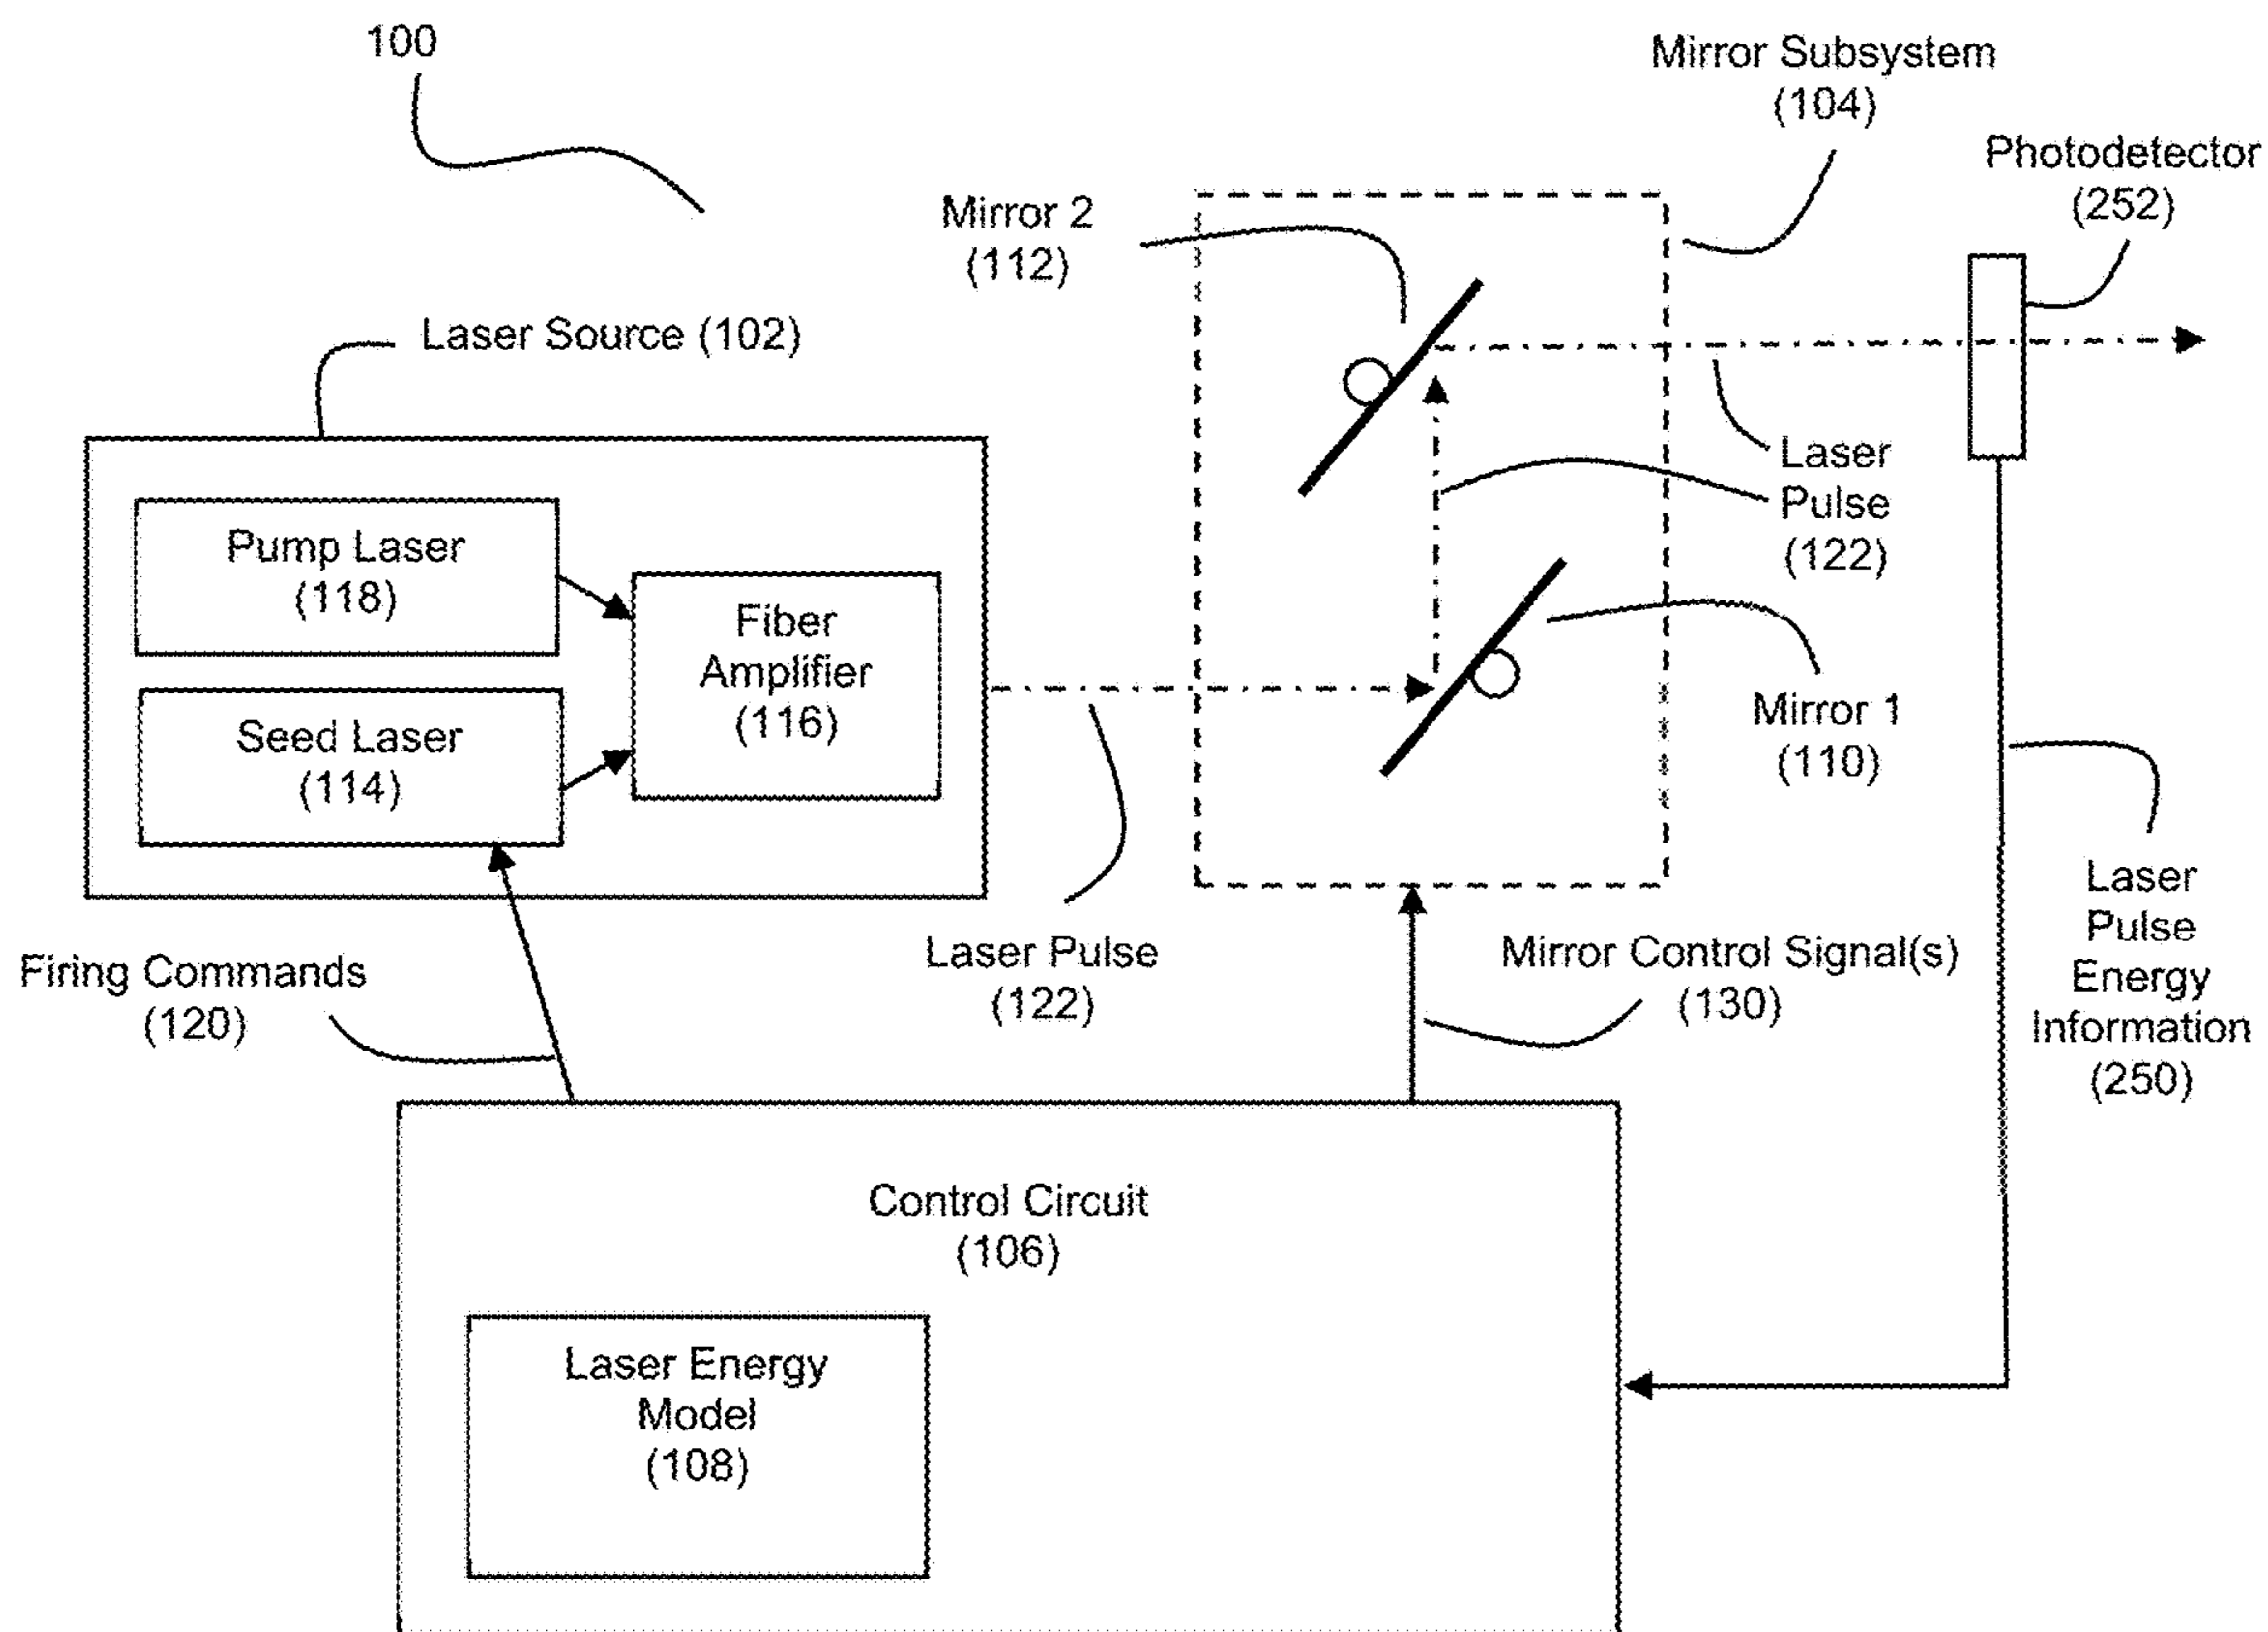 100
Mirror Subsystem
(104)
Photodetector
(252)
Mirror 2
(112)
Laser Source (102)
Laser
Pulse
(122)
Pump Laser
(118)
Fiber
Amplifier
(116)
Seed Laser
(114)
Mirror 1
(110)
Laser
Pulse
Energy
Information
(250)
Firing Commands
(120)
Laser Pulse
(122)
Mirror Control Signal(s)
(130)
Control Circuit
(106)
Laser Energy
Model
(108)